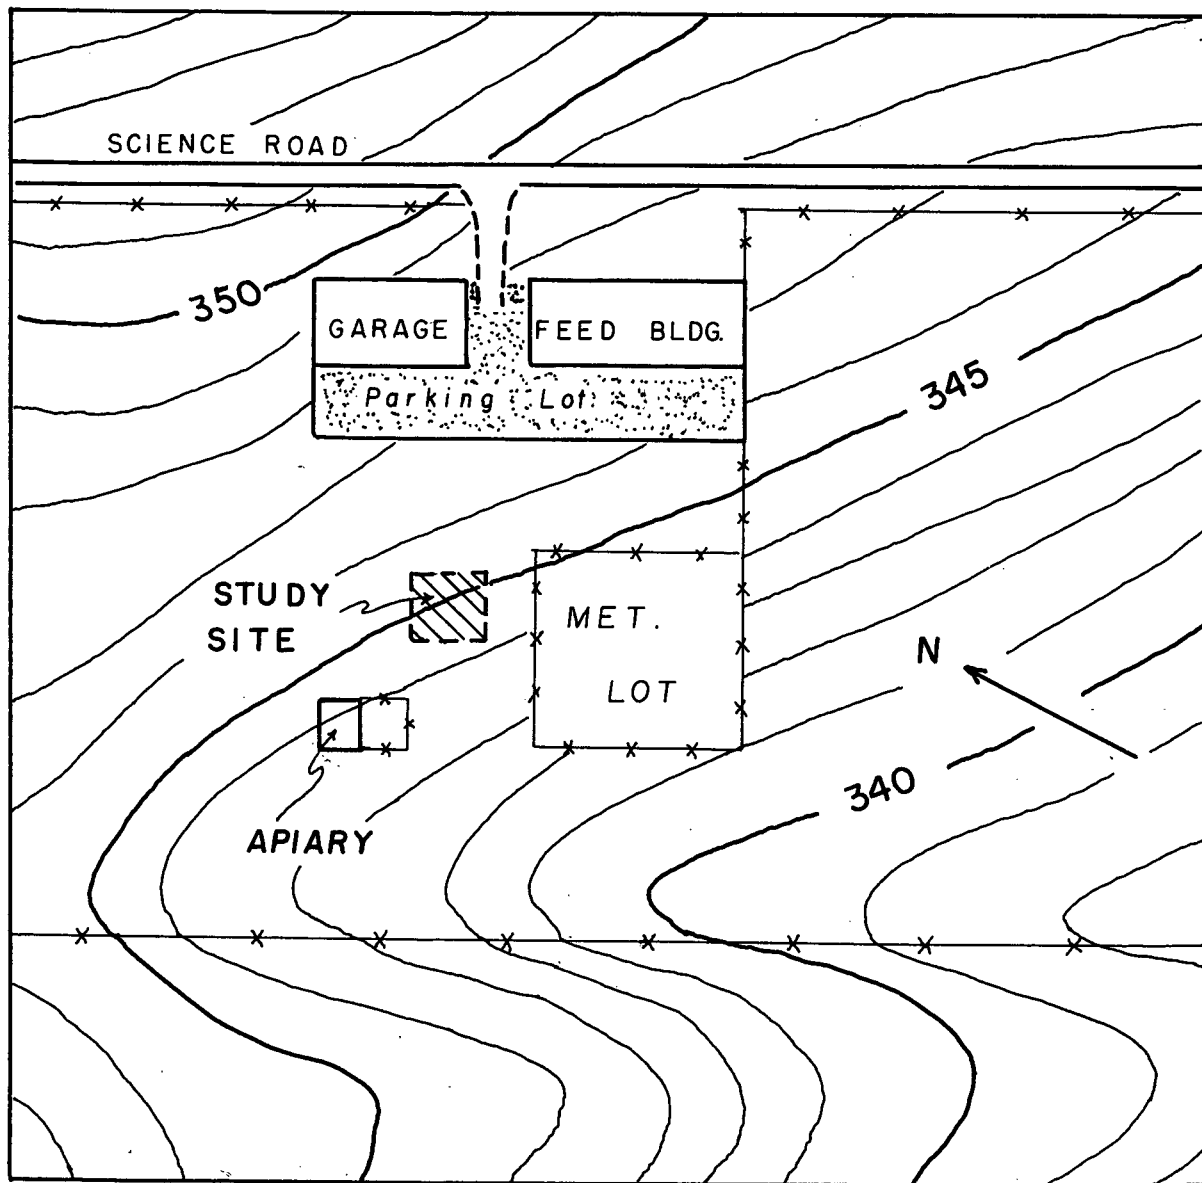 SCIENCE ROAD
350
GARAGE
FEED BLDG.
Parking Lot
345
STUDY
SITE
MET.
LOT
N
340
APIARY